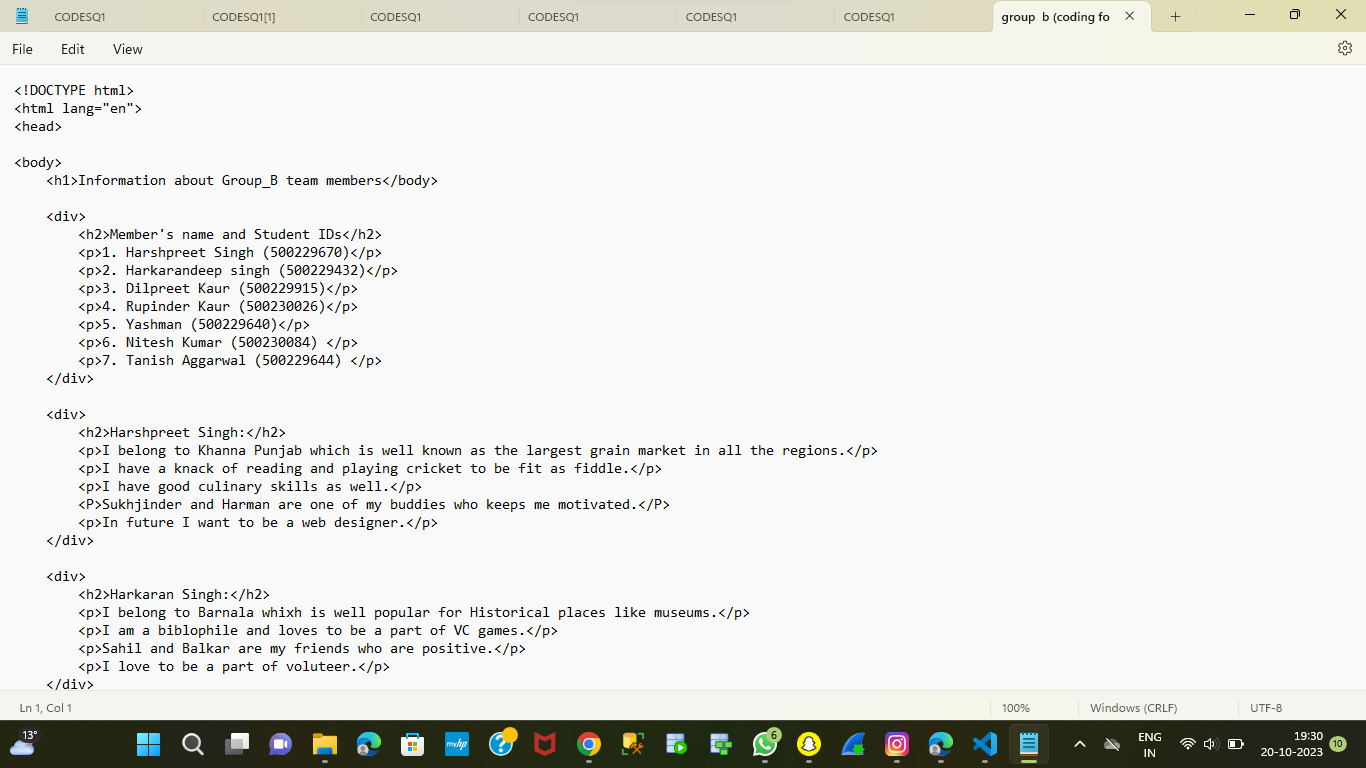 CODESQ1 CODESQ1[1] CODESQ1 CODESQ1 CODESQ1 CODESQ1 group b (coding fo
File Edit View
<!DOCTYPE html>
<html lang="en">
<head>
<body>
<h1>Information about Group_B team members</body>
<div>
<h2>Member's name and Student IDs</h2>
<p>1. Harshpreet Singh (500229670)</p>
<p>2. Harkarandeep singh (500229432)</p>
<p>3. Dilpreet Kaur (500229915)</p>
<p>4. Rupinder Kaur (500230026)</p>
<p>5. Yashman (500229640)</p>
<p>6. Nitesh Kumar (500230084) </p>
<p>7. Tanish Aggarwal (500229644) </p>
</div>
<div>
<h2>Harshpreet Singh:</h2>
<p>I belong to Khanna Punjab which is well known as the largest grain market in all the regions.</p>
<p>I have a knack of reading and playing cricket to be fit as fiddle.</p>
<p>I have good culinary skills as well.</p>
<P>Sukhjinder and Harman are one of my buddies who keeps me motivated.</P>
<p>In future I want to be a web designer.</p>
</div>
<div>
<h2>Harkaran Singh:</h2>
<p>I belong to Barnala whixh is well popular for Historical places like museums.</p>
<p>I am a biblophile and loves to be a part of VC games.</p>
<p>Sahil and Balkar are my friends who are positive.</p>
<p>I love to be a part of voluteer.</p>
</div>
Ln 1, Col 1 100% Windows (CRLF) UTF-8
13°
myhp
6
ENG
IN
19:30
20-10-2023
10